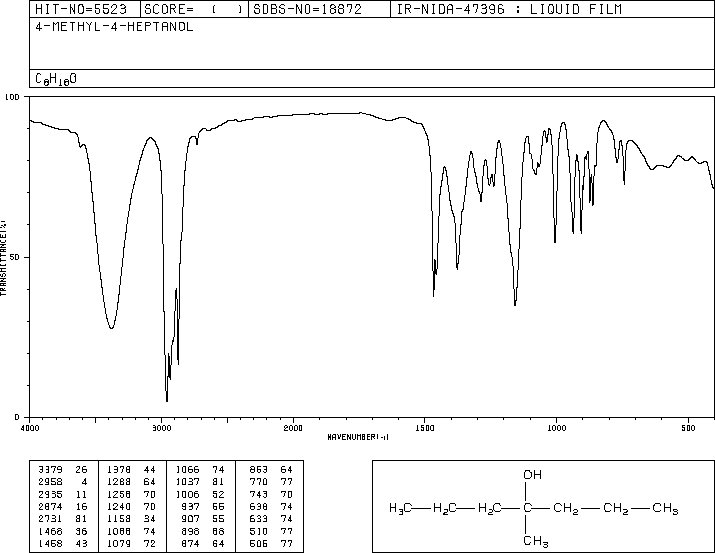 HIT-NO=5523 SCORE= ( ) SDBS-NO=18872 IR-NIDA-47396 : LIQUID FILM
4-METHYL-4-HEPTANOL
C8H18O
100
50
0
TRANSMITTANCE(%)
4000 3000 2000 1500 1000 500
WAVENUMBER(-1)
3379 26 1378 44 1066 74 863 64
2958 4 1288 64 1037 81 770 77
2935 11 1258 70 1006 52 743 70
2874 16 1240 70 937 55 638 74
2731 81 1158 34 907 55 633 74
1468 36 1088 74 898 68 510 77
1458 43 1079 72 874 64 506 77
OH
H3C—H2C—H2C—C—CH2—CH2—CH3
CH3